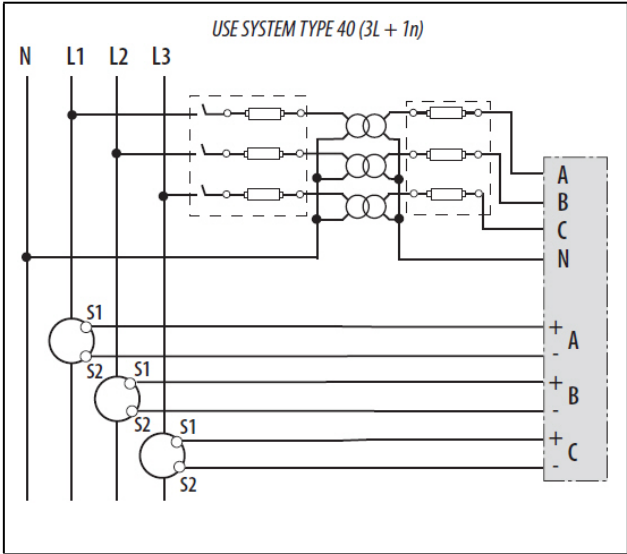 USE SYSTEM TYPE 40 (3L + 1n)
N L1 L2 L3
A
B
C
N
S1
+
A
S2
-
S1
+
B
S2
-
S1
+
C
-
S2